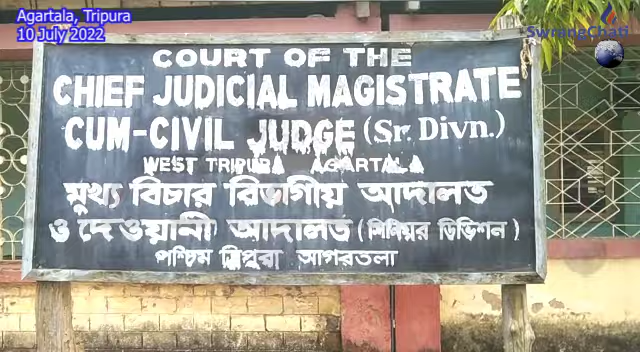 Agartala, Tripura
10 July 2022
SwrangChati
COURT OF THE
CHIEF JUDICIAL MAGISTRATE
CUM-CIVIL JUDGE (Sr. Divn.)
WEST TRIPURA AGARTALA
মুখ্য বিচার বিভাগীয় আদালত
ও দেওয়ানী আদালত (সিনিয়র ডিভিশন)
পশ্চিম ত্রিপুরা আগরতলা